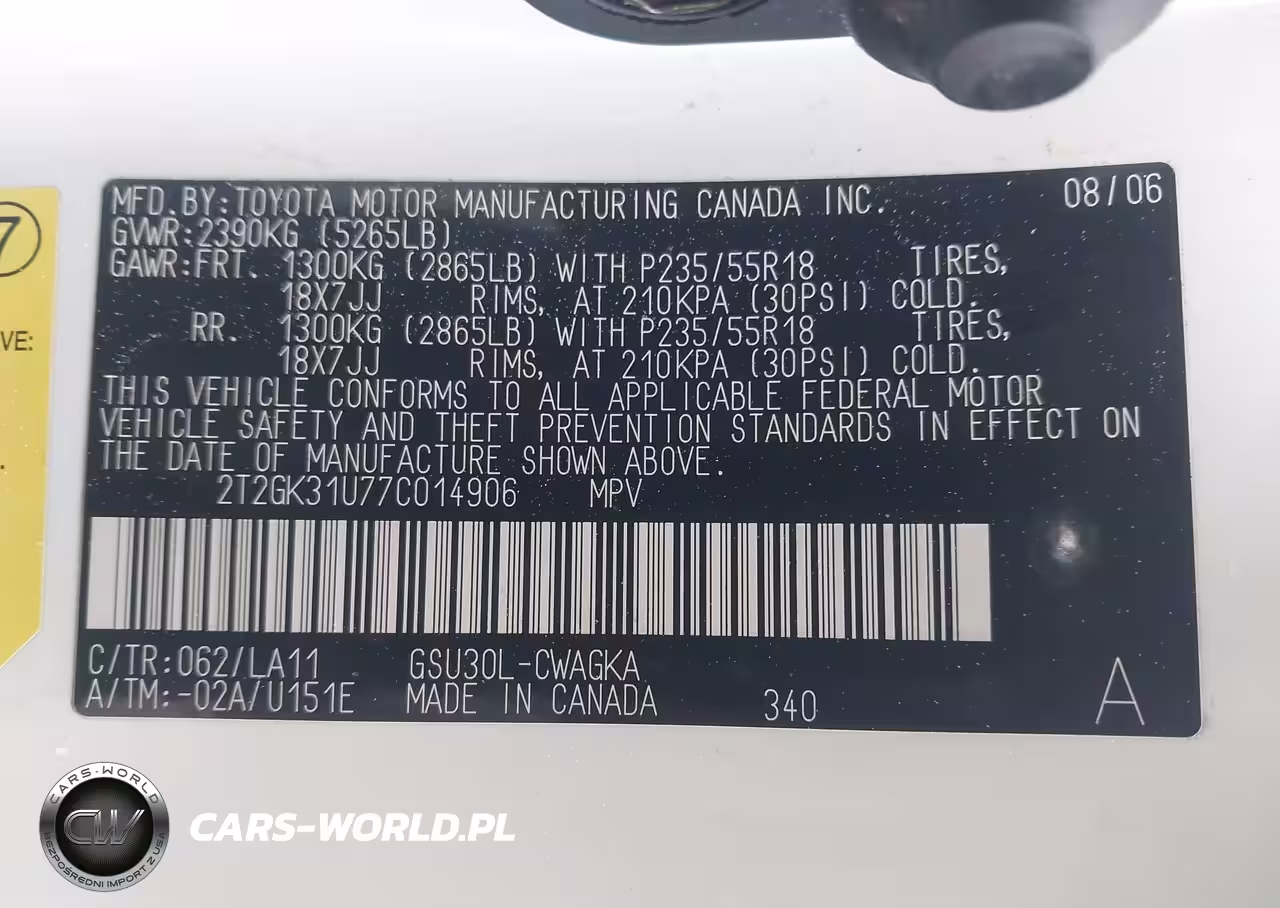 MFD.BY:TOYOTA MOTOR MANUFACTURING CANADA INC. 08/06
GVWR:2390KG (5265LB)
GAWR:FRT. 1300KG (2865LB) WITH P235/55R18 TIRES,
18X7JJ RIMS, AT 210KPA (30PSI) COLD.
RR. 1300KG (2865LB) WITH P235/55R18 TIRES,
18X7JJ RIMS, AT 210KPA (30PSI) COLD.
THIS VEHICLE CONFORMS TO ALL APPLICABLE FEDERAL MOTOR
VEHICLE SAFETY AND THEFT PREVENTION STANDARDS IN EFFECT ON
THE DATE OF MANUFACTURE SHOWN ABOVE.
2T2GK31U77C014906 MPV
C/TR:062/LA11 GSU30L-CWAGKA
A/TM:-02A/U151E MADE IN CANADA 340 A
7
VE:
CARS-WORLD
CW
BEZPOŚREDNI IMPORT Z USA
CARS-WORLD.PL